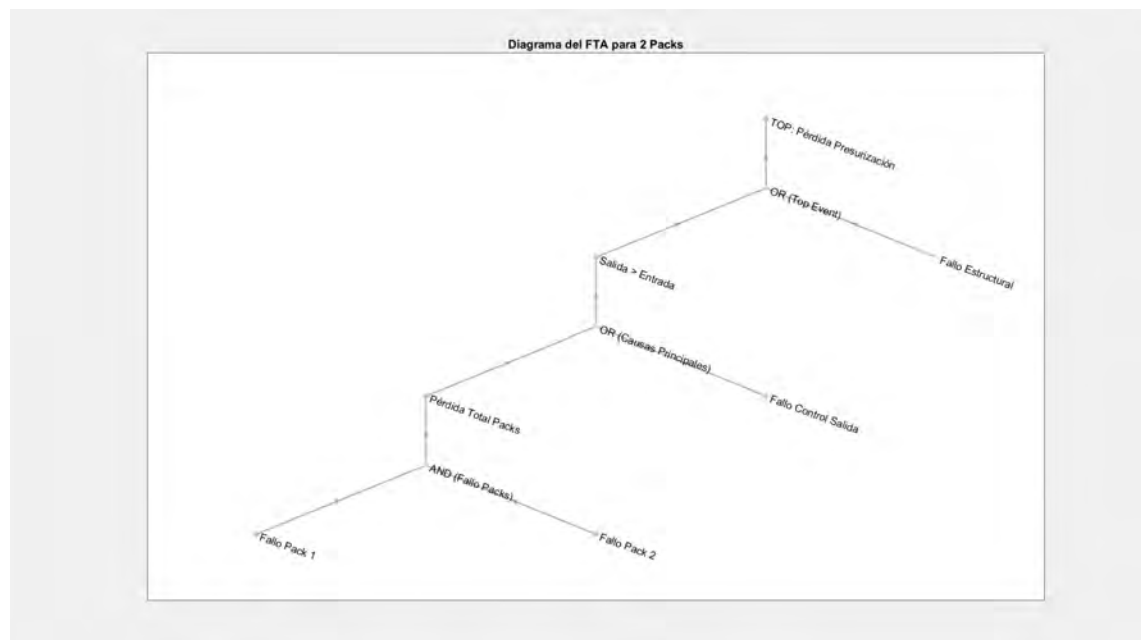 Diagrama del FTA para 2 Packs
TOP: Pérdida Presurización
OR (Top Event)
Salida > Entrada
Fallo Estructural
OR (Causas Principales)
Pérdida Total Packs
Fallo Control Salida
AND (Fallo Packs)
Fallo Pack 1
Fallo Pack 2